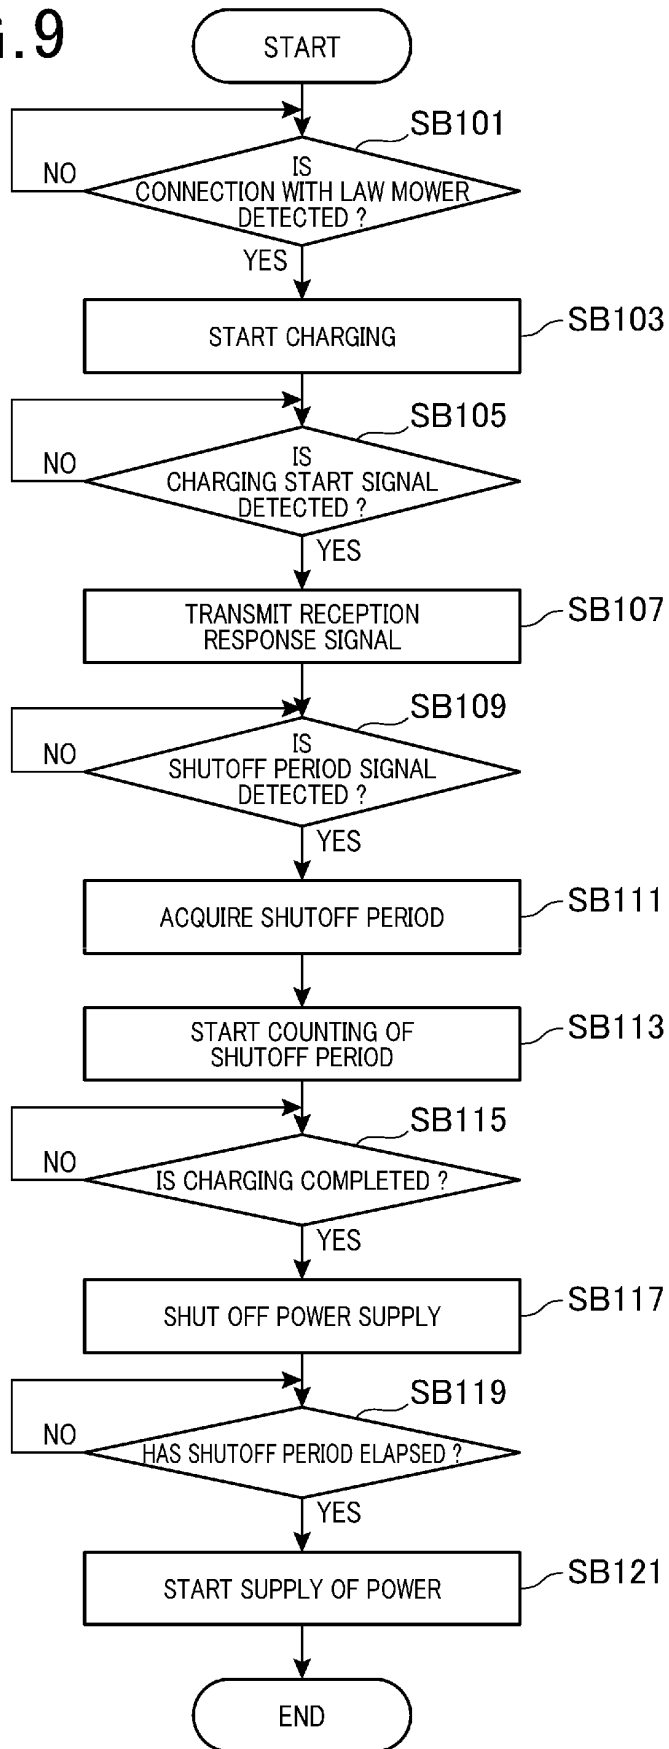 .9
START
SB101
NO
IS
CONNECTION WITH LAW MOWER
DETECTED ?
YES
START CHARGING
SB103
SB105
NO
IS
CHARGING START SIGNAL
DETECTED ?
YES
TRANSMIT RECEPTION
RESPONSE SIGNAL
SB107
SB109
NO
IS
SHUTOFF PERIOD SIGNAL
DETECTED ?
YES
ACQUIRE SHUTOFF PERIOD
SB111
START COUNTING OF
SHUTOFF PERIOD
SB113
SB115
NO
IS CHARGING COMPLETED ?
YES
SHUT OFF POWER SUPPLY
SB117
SB119
NO
HAS SHUTOFF PERIOD ELAPSED ?
YES
START SUPPLY OF POWER
SB121
END